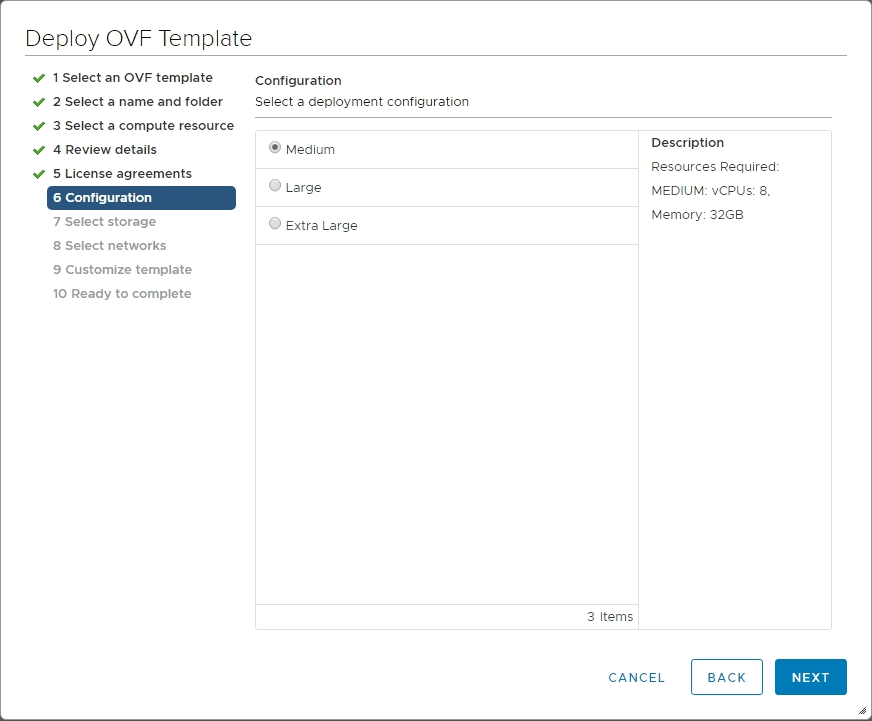 Deploy OVF Template
1 Select an OVF template
2 Select a name and folder
3 Select a compute resource
4 Review details
5 License agreements
6 Configuration
7 Select storage
8 Select networks
9 Customize template
10 Ready to complete
Configuration
Select a deployment configuration
Medium
Large
Extra Large
3 Items
Description
Resources Required:
MEDIUM: vCPUs: 8,
Memory: 32GB
CANCEL
BACK
NEXT